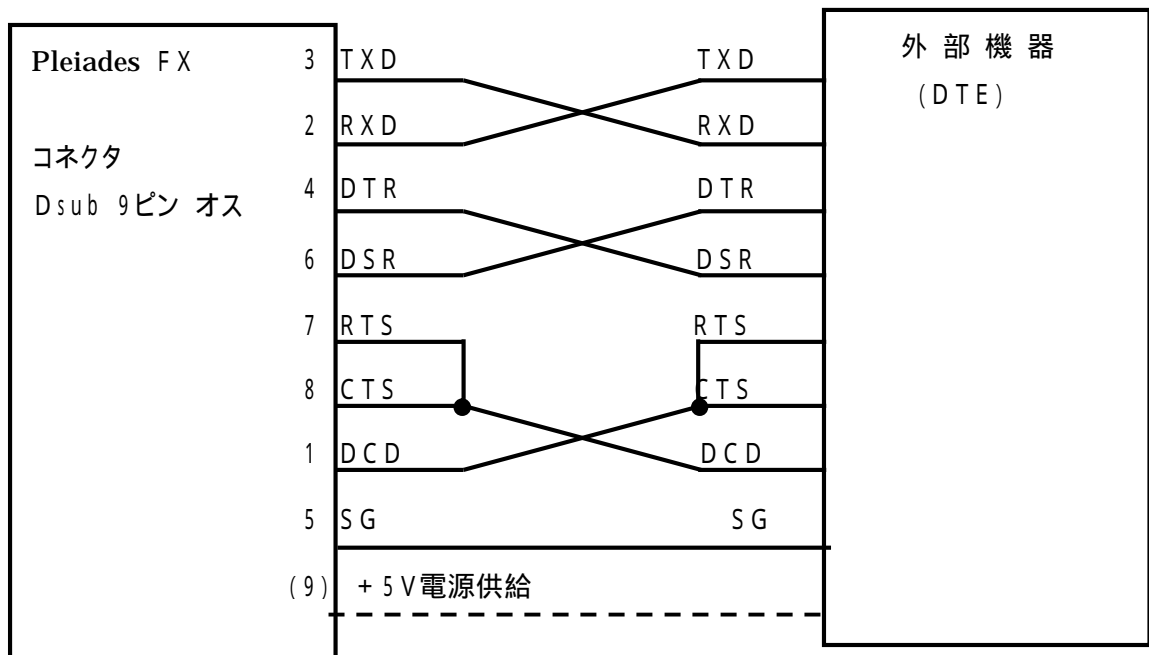 Pleiades FX
コネクタ
Dsub 9ピン オス
3 TXD TXD
2 RXD RXD
4 DTR DTR
6 DSR DSR
7 RTS RTS
8 CTS CTS
1 DCD DCD
5 SG SG
(9) +5V電源供給
外部機器
(DTE)